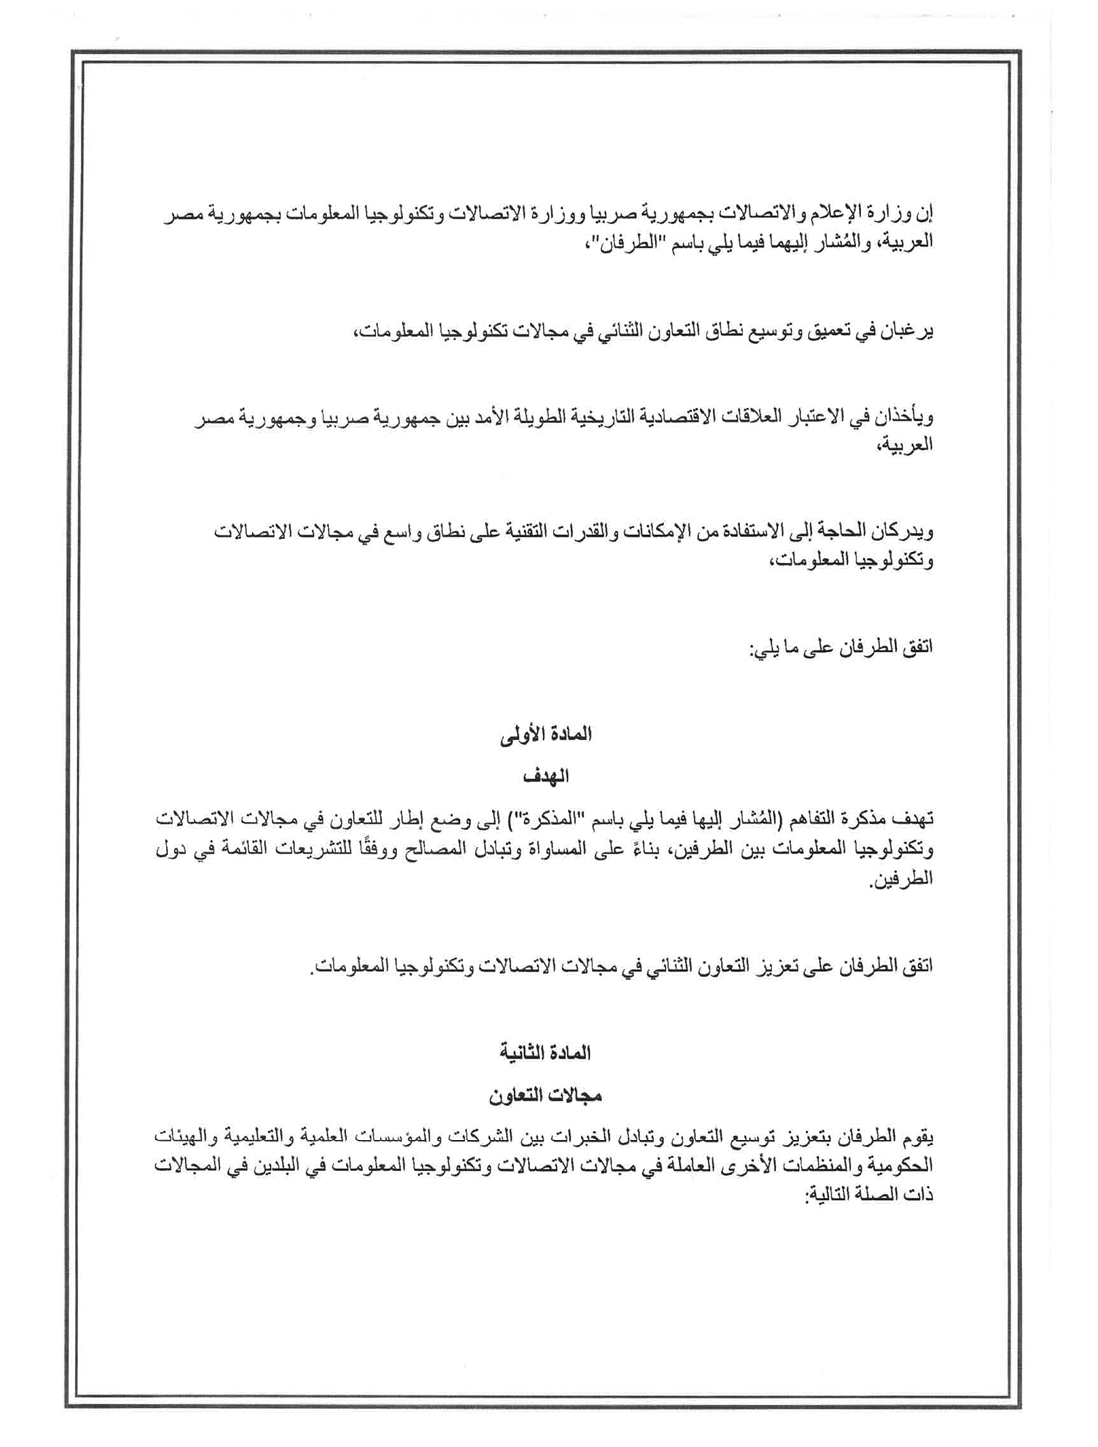 إن وزارة الإعلام والاتصالات بجمهورية صربيا ووزارة الاتصالات وتكنولوجيا المعلومات بجمهورية مصر
العربية، والمُشار إليهما فيما يلي باسم "الطرفان"،
يرغبان في تعميق وتوسيع نطاق التعاون الثنائي في مجالات تكنولوجيا المعلومات،
ويأخذان في الاعتبار العلاقات الاقتصادية التاريخية الطويلة الأمد بين جمهورية صربيا وجمهورية مصر
العربية،
ويدركان الحاجة إلى الاستفادة من الإمكانات والقدرات التقنية على نطاق واسع في مجالات الاتصالات
وتكنولوجيا المعلومات،
اتفق الطرفان على ما يلي:
المادة الأولى
الهدف
تهدف مذكرة التفاهم (المُشار إليها فيما يلي باسم "المذكرة") إلى وضع إطار للتعاون في مجالات الاتصالات
وتكنولوجيا المعلومات بين الطرفين، بناءً على المساواة وتبادل المصالح ووفقًا للتشريعات القائمة في دول
الطرفين.
اتفق الطرفان على تعزيز التعاون الثنائي في مجالات الاتصالات وتكنولوجيا المعلومات.
المادة الثانية
مجالات التعاون
يقوم الطرفان بتعزيز توسيع التعاون وتبادل الخبرات بين الشركات والمؤسسات العلمية والتعليمية والهيئات
الحكومية والمنظمات الأخرى العاملة في مجالات الاتصالات وتكنولوجيا المعلومات في البلدين في المجالات
ذات الصلة التالية: